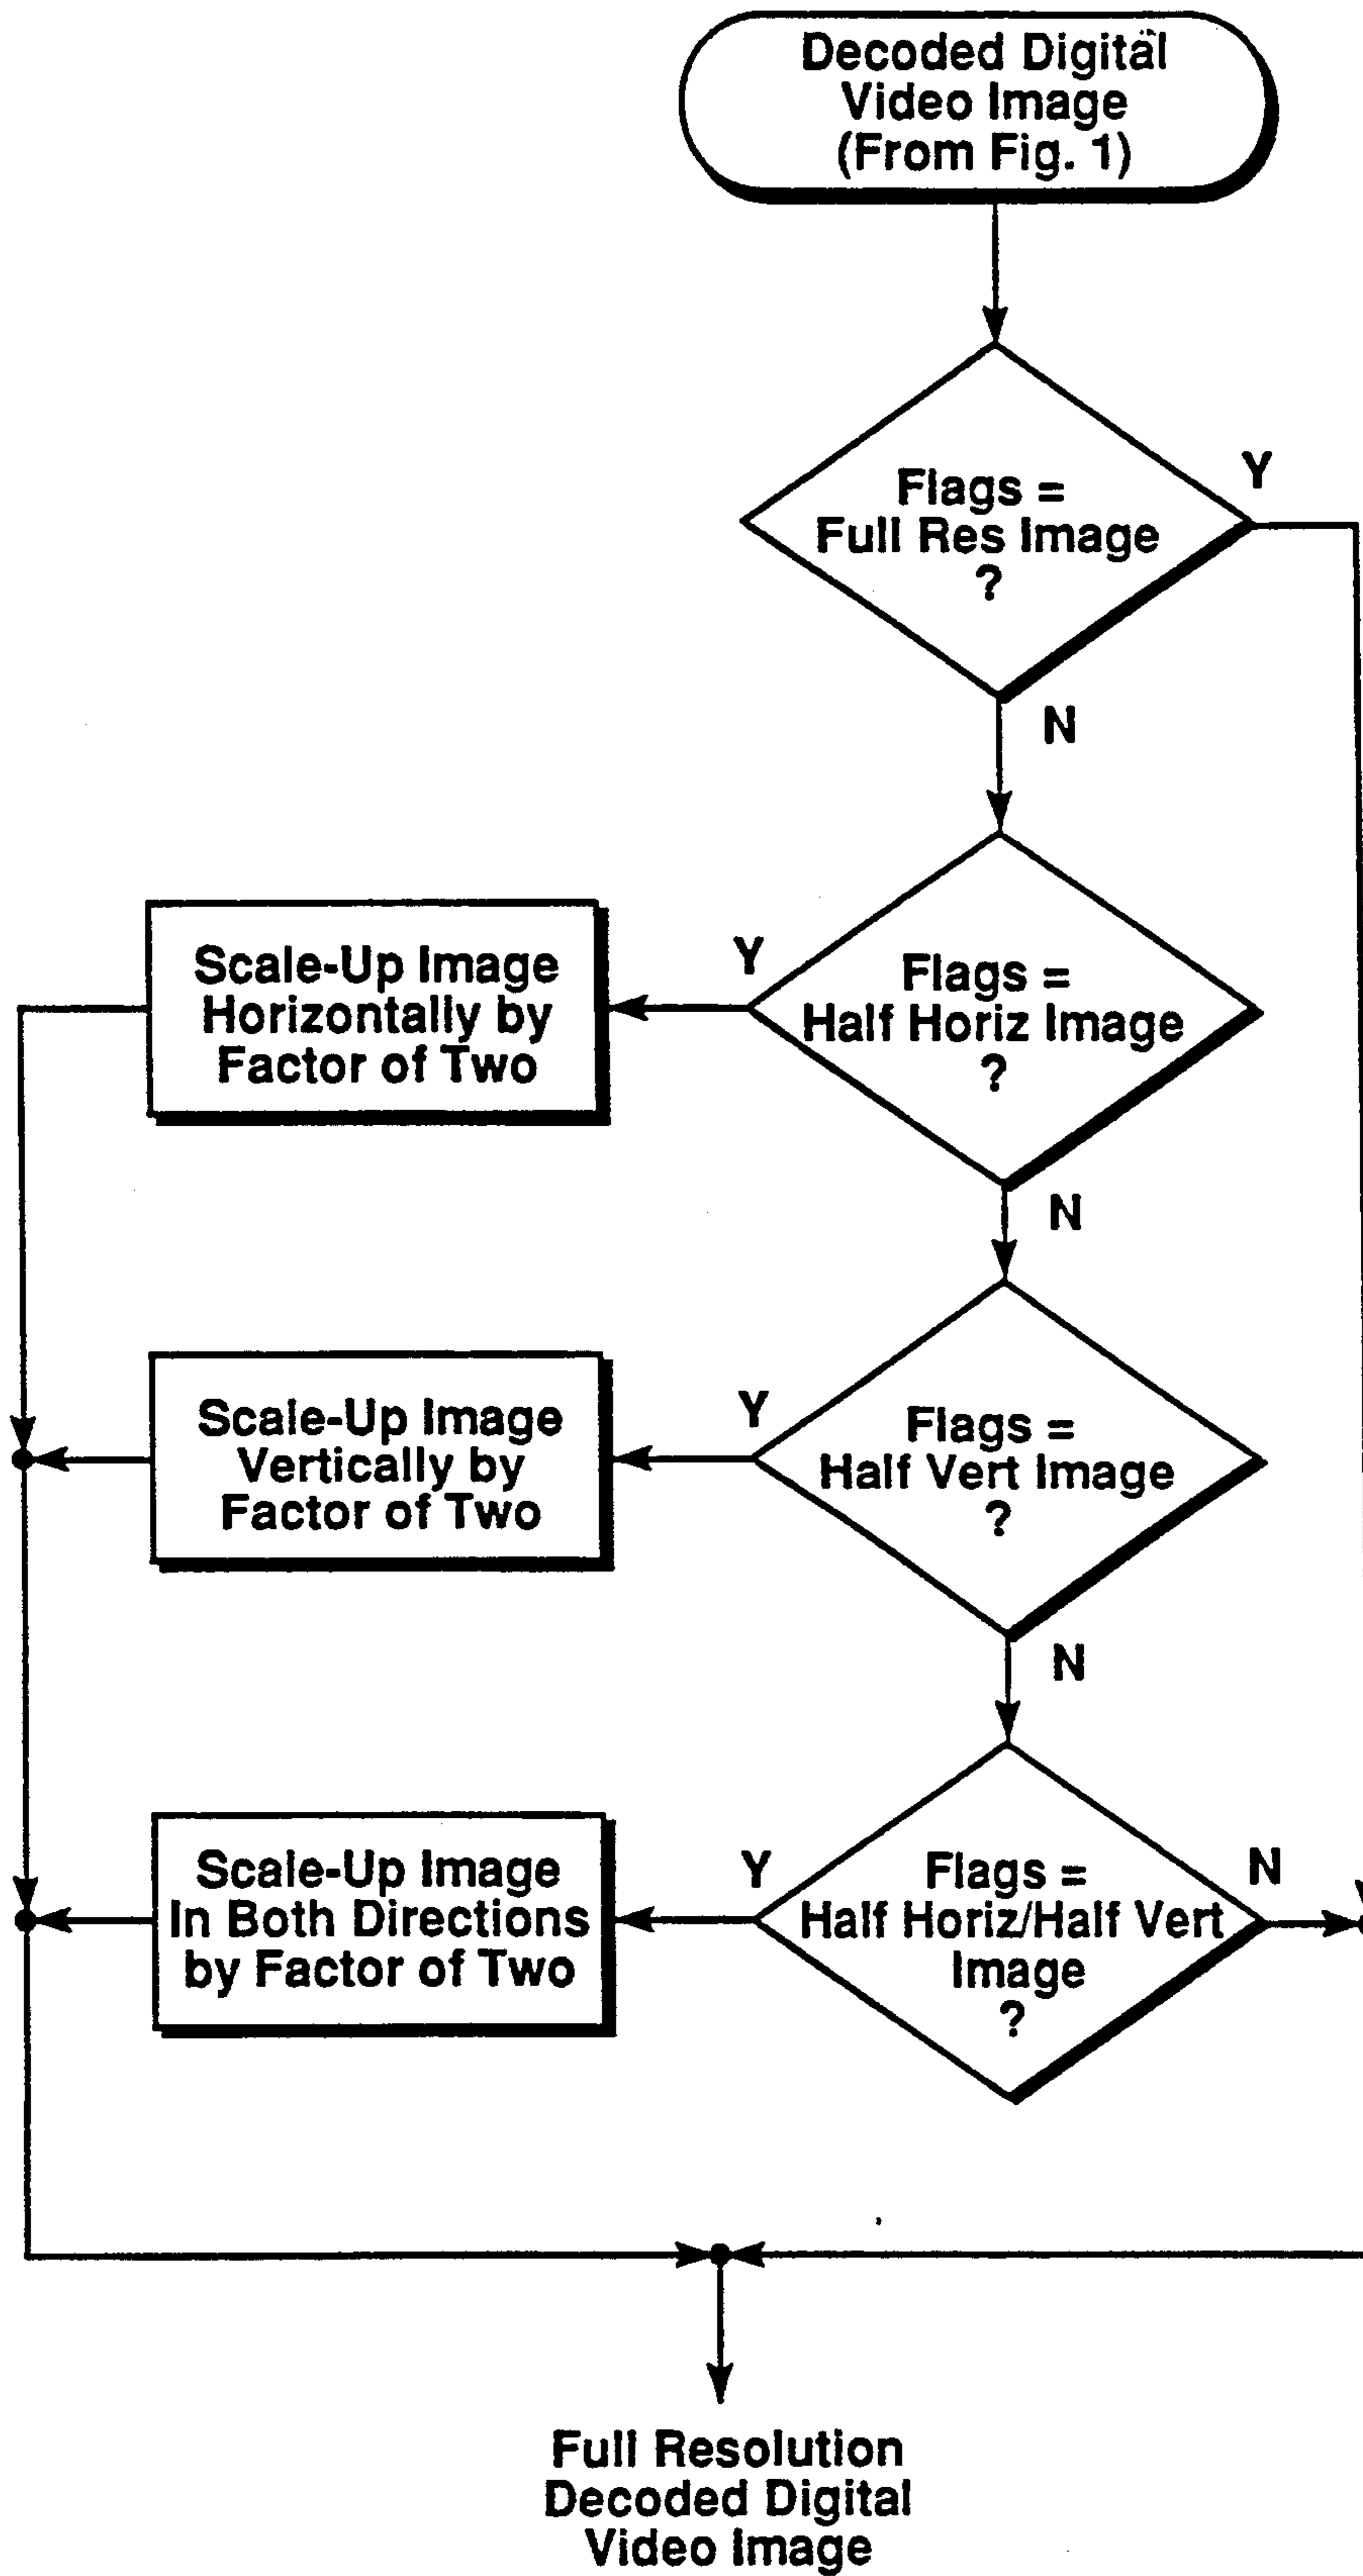 Decoded Digital
Video Image
(From Fig. 1)
Flags =
Full Res Image
?
Y
N
Scale-Up Image
Horizontally by
Factor of Two
Y
Flags =
Half Horiz Image
?
N
Scale-Up Image
Vertically by
Factor of Two
Y
Flags =
Half Vert Image
?
N
Scale-Up Image
In Both Directions
by Factor of Two
Y
Flags =
Half Horiz/Half Vert
Image
?
N
Full Resolution
Decoded Digital
Video Image